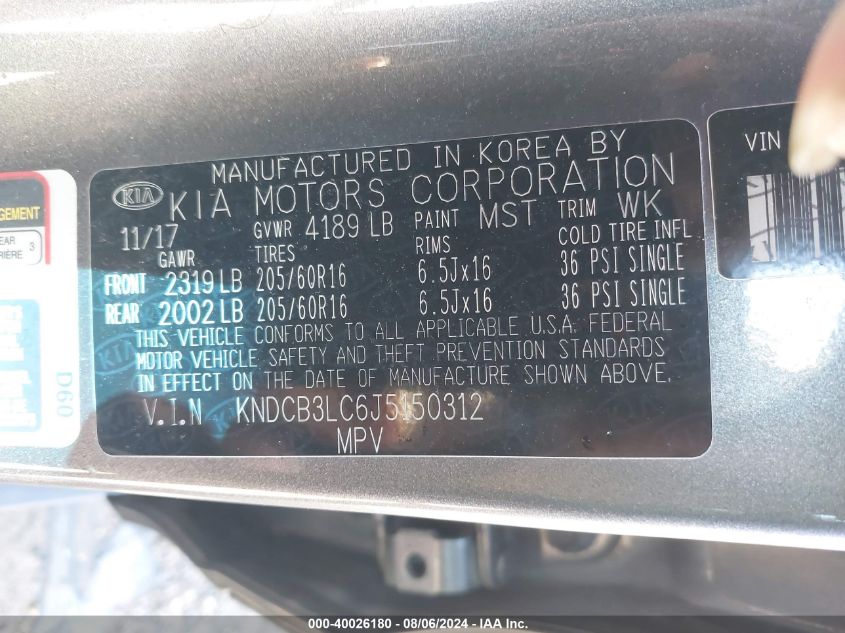 MANUFACTURED IN KOREA BY
KIA KIA MOTORS CORPORATION
11/17 GVWR 4189 LB PAINT MST TRIM WK
GAWR TIRES RIMS COLD TIRE INFL
FRONT 2319 LB 205/60R16 6.5Jx16 36 PSI SINGLE
REAR 2002 LB 205/60R16 6.5Jx16 36 PSI SINGLE
THIS VEHICLE CONFORMS TO ALL APPLICABLE U.S.A. FEDERAL
MOTOR VEHICLE SAFETY AND THEFT PREVENTION STANDARDS
IN EFFECT ON THE DATE OF MANUFACTURE SHOWN ABOVE.
V.I.N KNDCB3LC6J5150312
MPV
VIN
3
D60
000-40026180 - 08/06/2024 - IAA Inc.